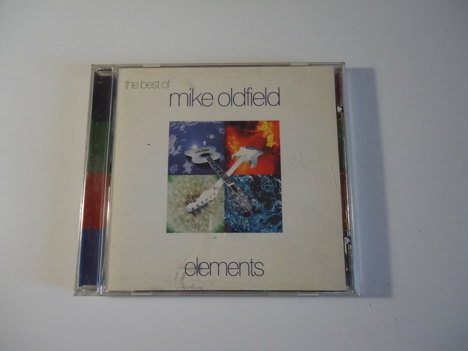 the best of
mike oldfield
elements